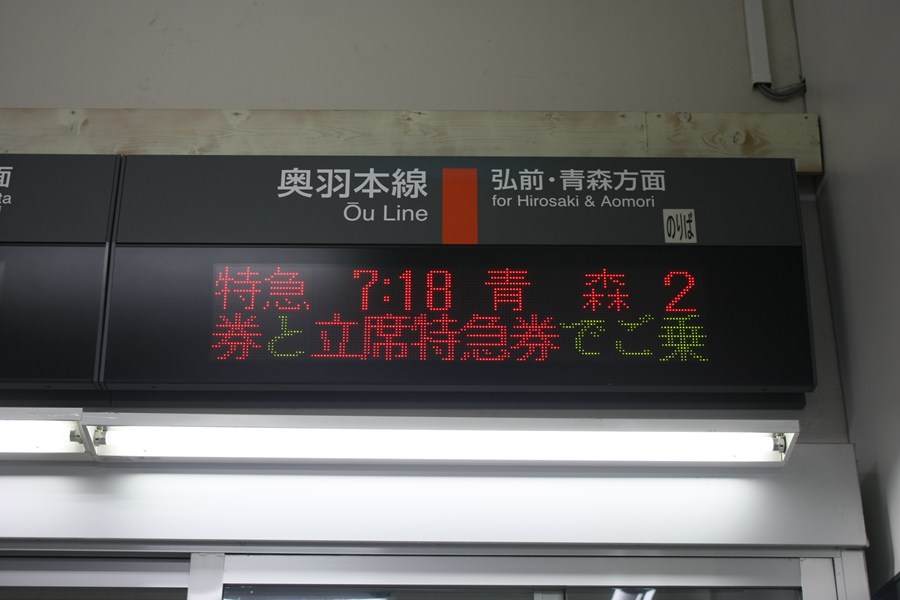 面
ta
奥羽本線
Ōu Line
弘前・青森方面
for Hirosaki & Aomori
のりば
特急 7:18 青 森 2
券と立席特急券でご乗